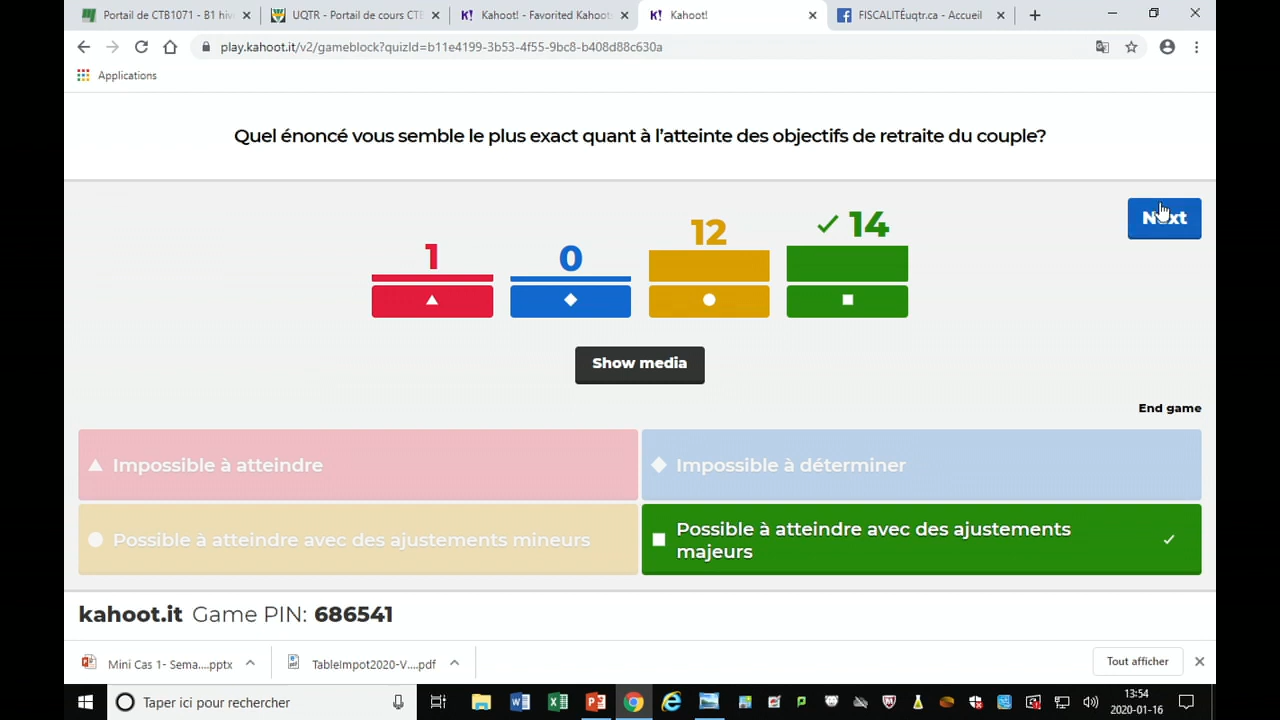 Portail de CTB1071 - B1 hiv
UQTR - Portail de cours CTB
Kahoot! - Favorited Kahoot
Kahoot!
FISCALITÉuqtr.ca - Accueil
play.kahoot.it/v2/gameblock?quizId=b11e4199-3b53-4f55-9bc8-b408d88c630a
Applications
Quel énoncé vous semble le plus exact quant à l'atteinte des objectifs de retraite du couple?
Next
1
0
12
14
Show media
End game
Impossible à atteindre
Impossible à déterminer
Possible à atteindre avec des ajustements mineurs
Possible à atteindre avec des ajustements
majeurs
kahoot.it Game PIN: 686541
Mini Cas 1- Sema....pptx
TableImpot2020-V....pdf
Tout afficher
Taper ici pour rechercher
13:54
2020-01-16